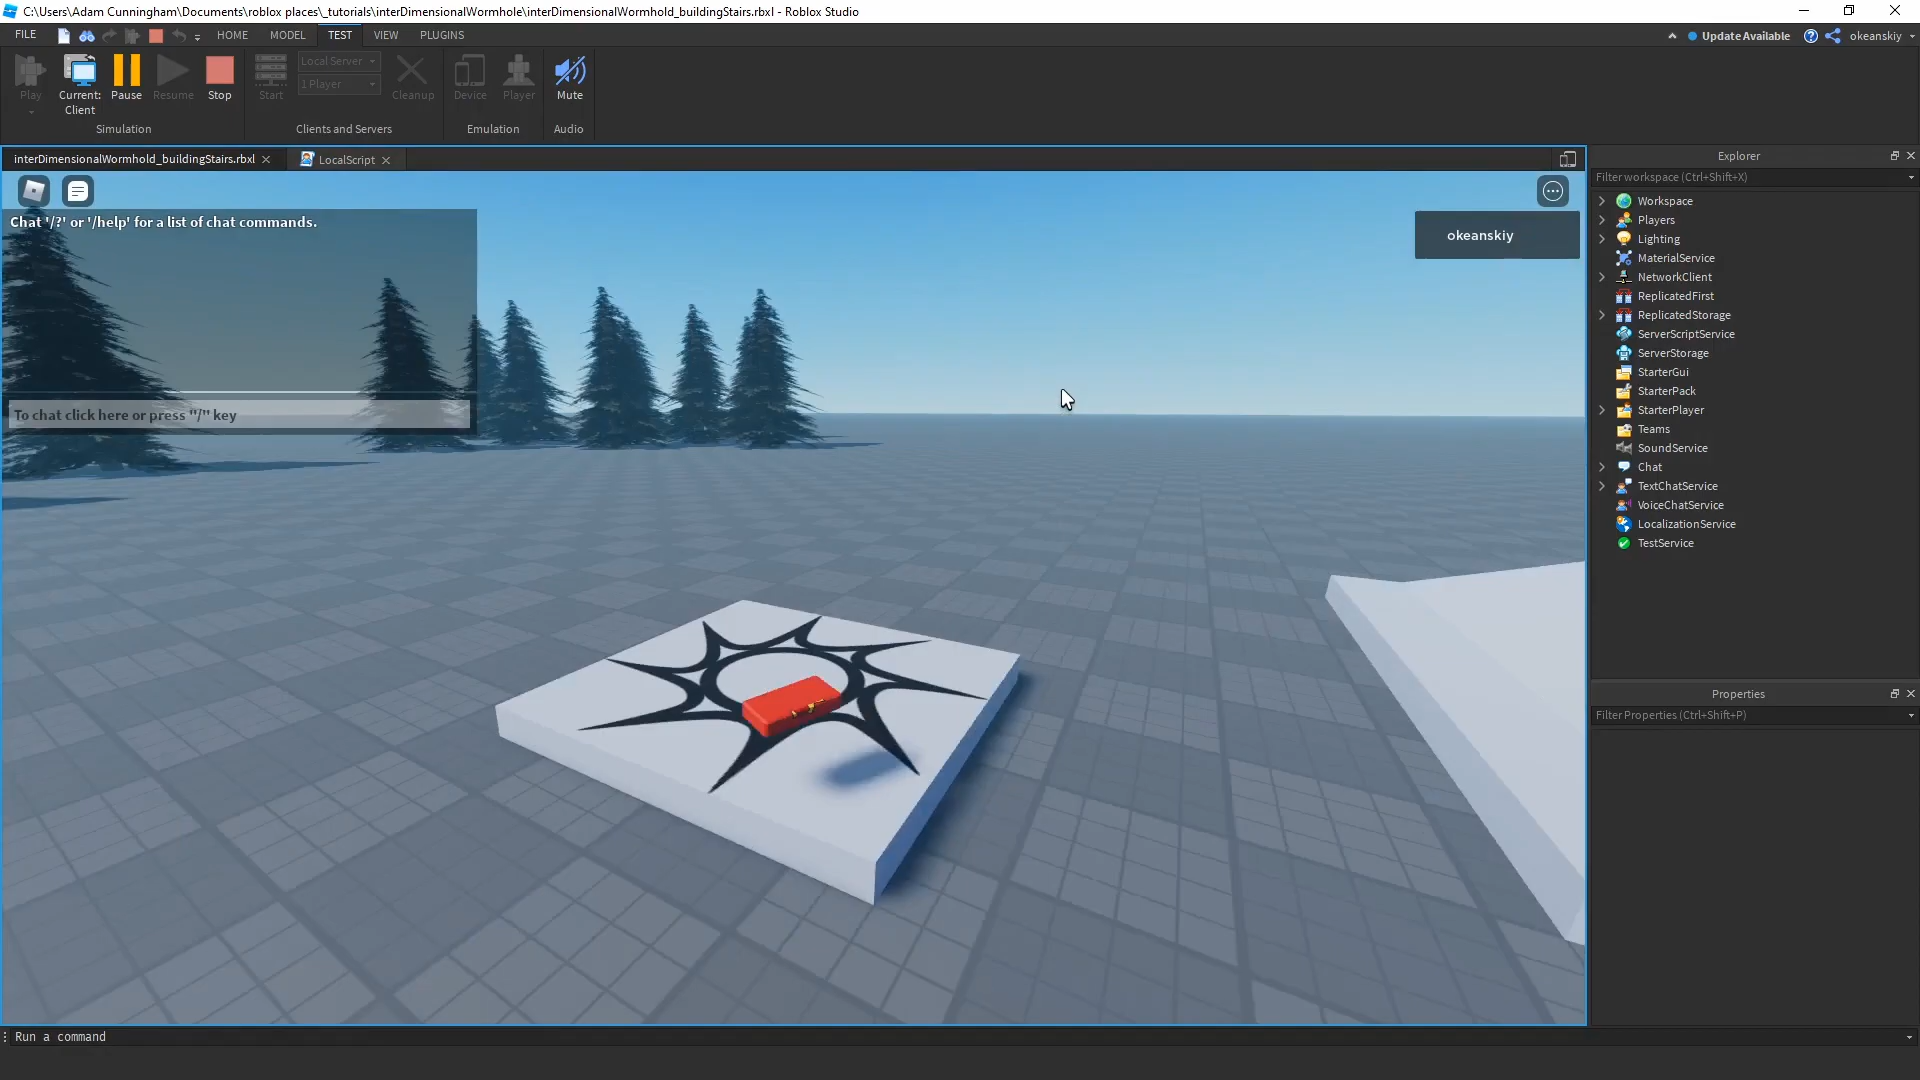 C:\Users\Adam Cunningham\Documents\roblox places\_tutorials\interDimensionalWormhole\interDimensionalWormhold_buildingStairs.rbxl - Roblox Studio
FILE HOME MODEL TEST VIEW PLUGINS Update Available okeanskiy
Play Current: Client Pause Resume Stop Start Local Server 1 Player Cleanup Device Player Mute
Simulation Clients and Servers Emulation Audio
interDimensionalWormhold_buildingStairs.rbxl LocalScript
Chat '/?' or '/help' for a list of chat commands.
To chat click here or press "/" key
okeanskiy
Explorer
Filter workspace (Ctrl+Shift+X)
Workspace
Players
Lighting
MaterialService
NetworkClient
ReplicatedFirst
ReplicatedStorage
ServerScriptService
ServerStorage
StarterGui
StarterPack
StarterPlayer
Teams
SoundService
Chat
TextChatService
VoiceChatService
LocalizationService
TestService
Properties
Filter Properties (Ctrl+Shift+P)
Run a command